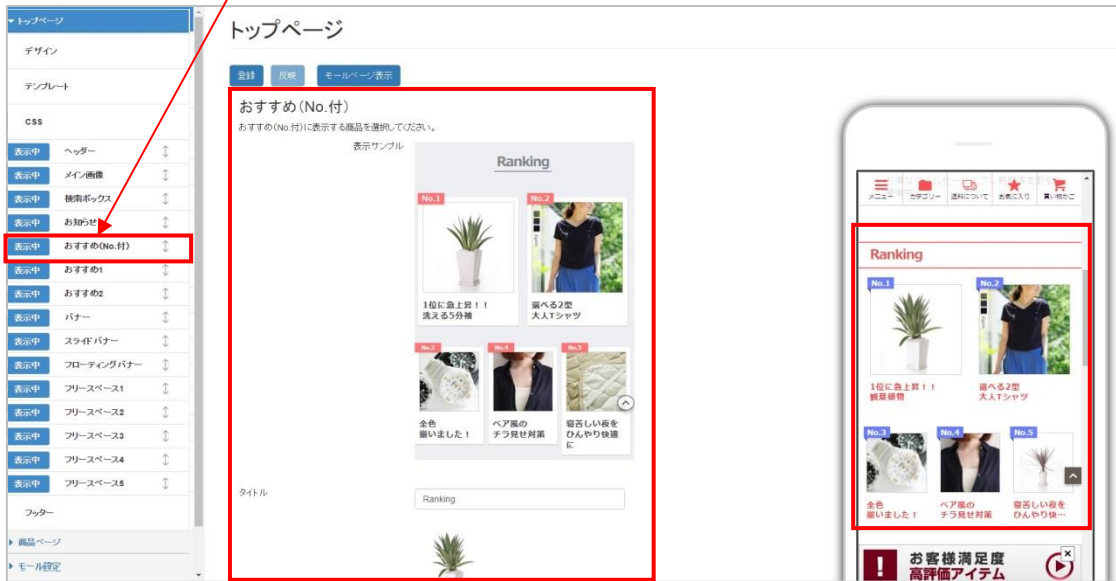 トップページ
デザイン
テンプレート
CSS
表示中 ヘッダー
表示中 メイン画像
表示中 検索ボックス
表示中 お知らせ
表示中 おすすめ(No.付)
表示中 おすすめ1
表示中 おすすめ2
表示中 バナー
表示中 スライドバナー
表示中 フローティングバナー
表示中 フリースペース1
表示中 フリースペース2
表示中 フリースペース3
表示中 フリースペース4
表示中 フリースペース5
フッター
商品ページ
モール設定
トップページ
登録 反映 モールページ表示
おすすめ(No.付)
おすすめ(No.付)に表示する商品を選択してください。
表示サンプル
Ranking
No.1 No.2
1位に急上昇!! 選べる2型
洗える5分袖 大人Tシャツ
No.3 No.4 No.5
全色 ベア風の 寝苦しい夜を
揃いました! チラ見せ対策 ひんやり快適
に
タイトル
Ranking
メニュー カテゴリー 送料について お気に入り 買い物かご
Ranking
No.1 No.2
1位に急上昇!! 選べる2型
観葉植物 大人Tシャツ
No.3 No.4 No.5
全色 ベア風の 寝苦しい夜を
揃いました! チラ見せ対策 ひんやり快…
お客様満足度
高評価アイテム